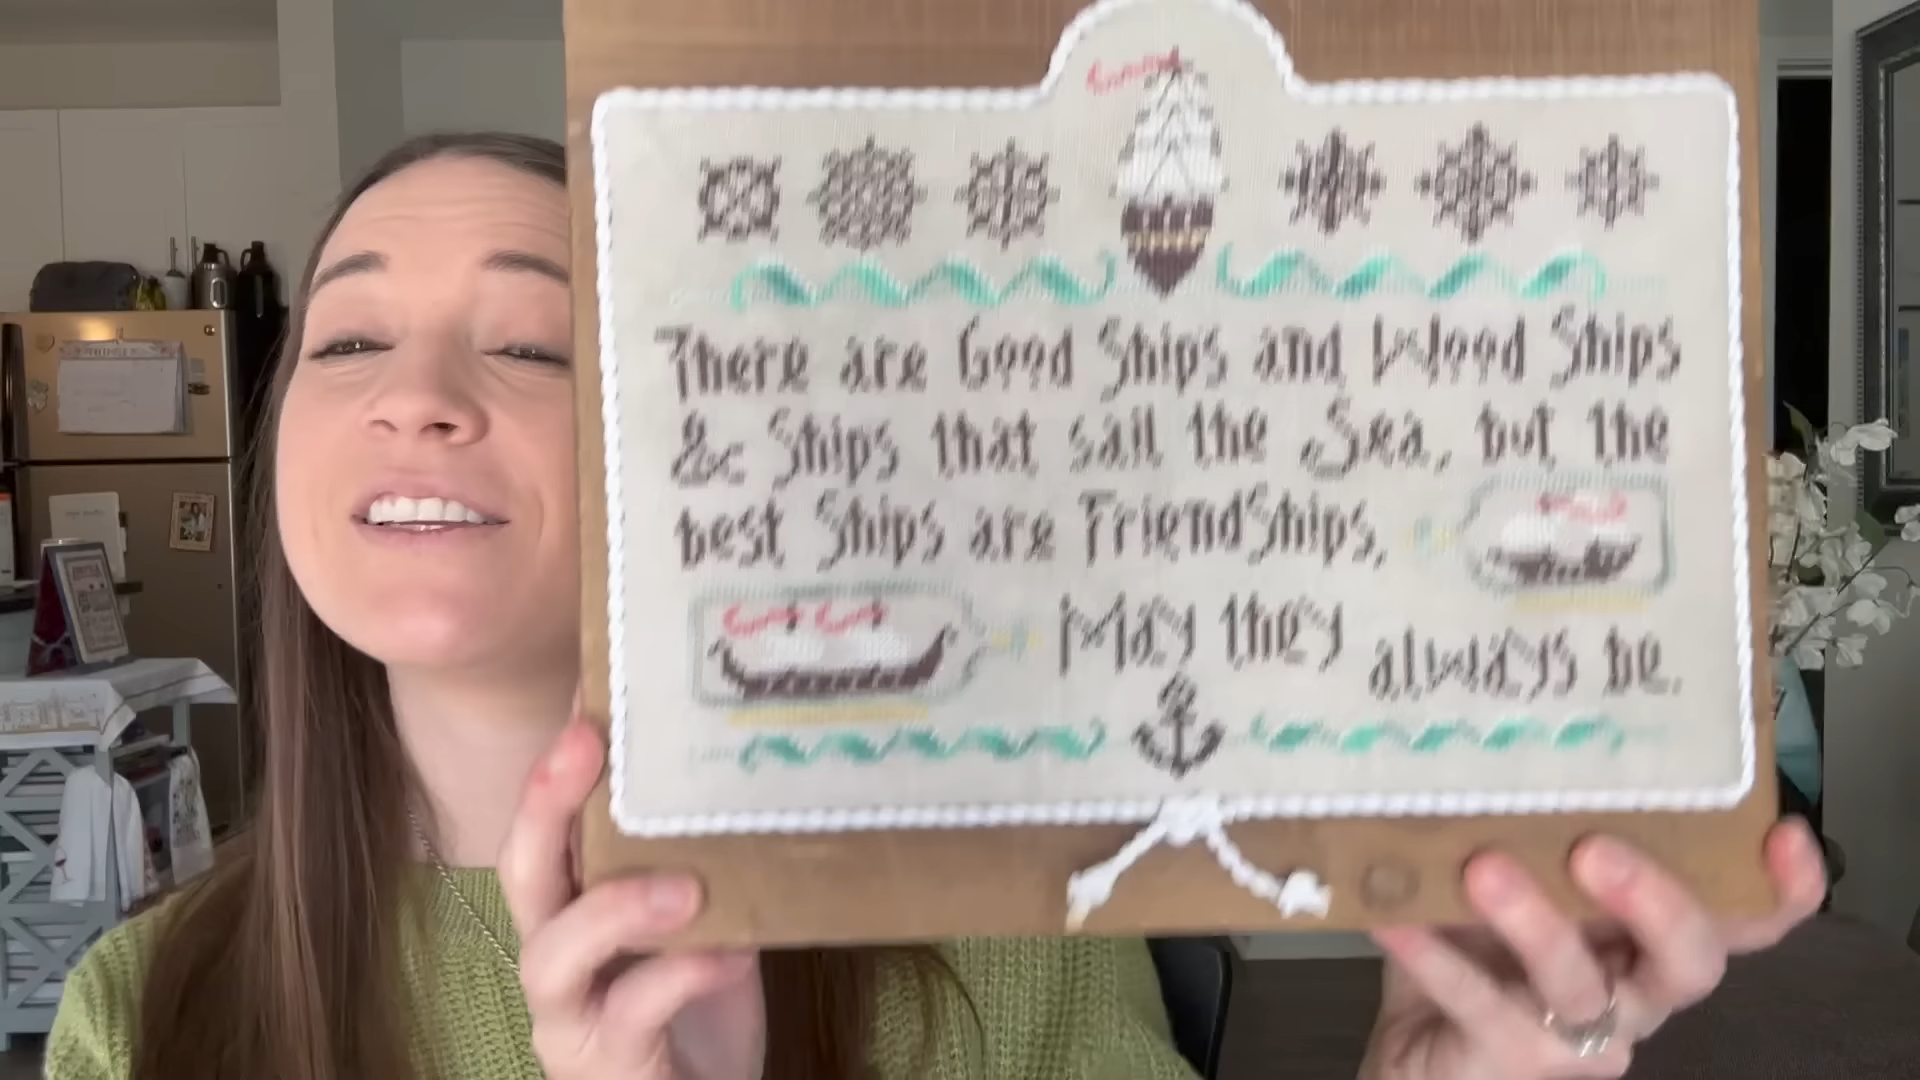 There are Good Ships and Wood Ships
& Ships that sail the Sea, but the
best Ships are FriendShips,
May they always be.